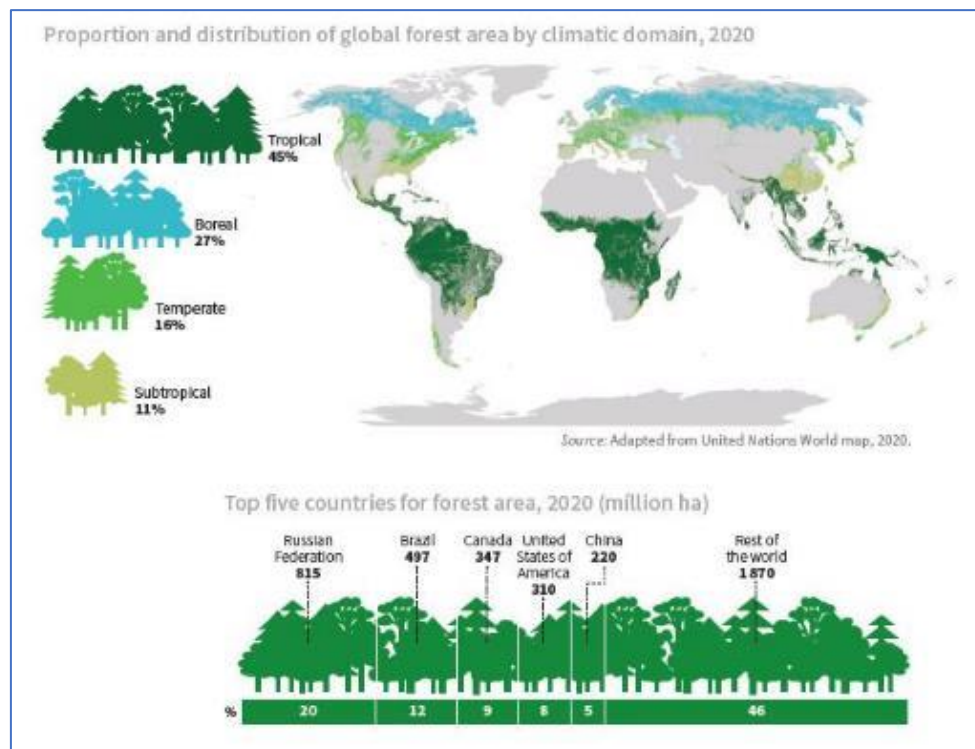 Proportion and distribution of global forest area by climatic domain, 2020
Tropical
45%
Boreal
27%
Temperate
16%
Subtropical
11%
Source: Adapted from United Nations World map, 2020.
Top five countries for forest area, 2020 (million ha)
Russian
Federation
815
Brazil
497
Canada
347
United
States of
America
310
China
220
Rest of
the world
1 870
% 20 12 9 8 5 46